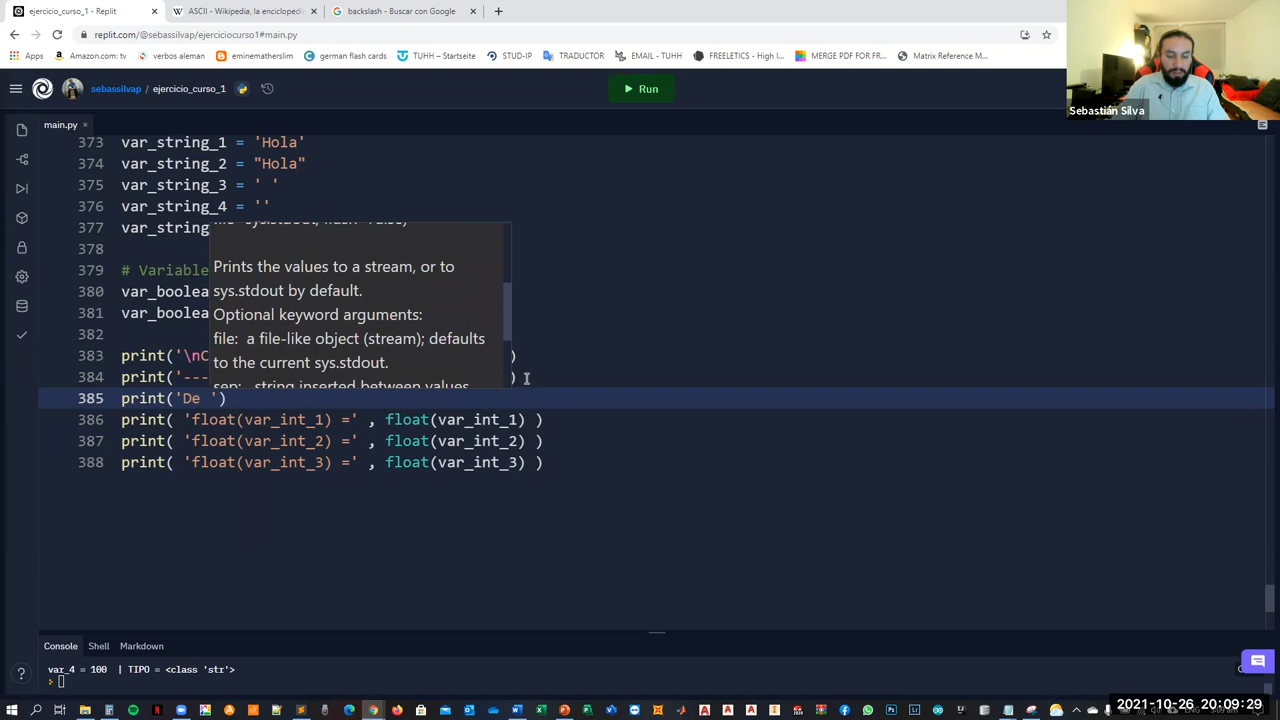 ejercicio_curso_1 - Replit
ASCII - Wikipedia, la enciclopedi
backslash - Buscar con Google
replit.com/@sebassilvap/ejerciciocurso1#main.py
Apps
Amazon.com: tv
verbos aleman
einematherslim
german flash cards
TUHH – Startseite
STUD-IP
TRADUCTOR
EMAIL - TUHH
FREELETICS – High I...
MERGE PDF FOR FR...
Matrix Reference M...
Sebastián Silva
sebassilvap / ejercicio_curso_1
Run
main.py
373 var_string_1 = 'Hola'
374 var_string_2 = "Hola"
375 var_string_3 = ' '
376 var_string_4 = ''
377 var_string
378
379 # Variable
380 var_boolea
381 var_boolea
382
Prints the values to a stream, or to
sys.stdout by default.
Optional keyword arguments:
file: a file-like object (stream); defaults
to the current sys.stdout.
sep: string inserted between values
383 print('\nC )
384 print('--- )
385 print('De ')
386 print( 'float(var_int_1) =' , float(var_int_1) )
387 print( 'float(var_int_2) =' , float(var_int_2) )
388 print( 'float(var_int_3) =' , float(var_int_3) )
Console
Shell
Markdown
var_4 = 100 | TIPO = <class 'str'>
2021-10-26 20:09:29